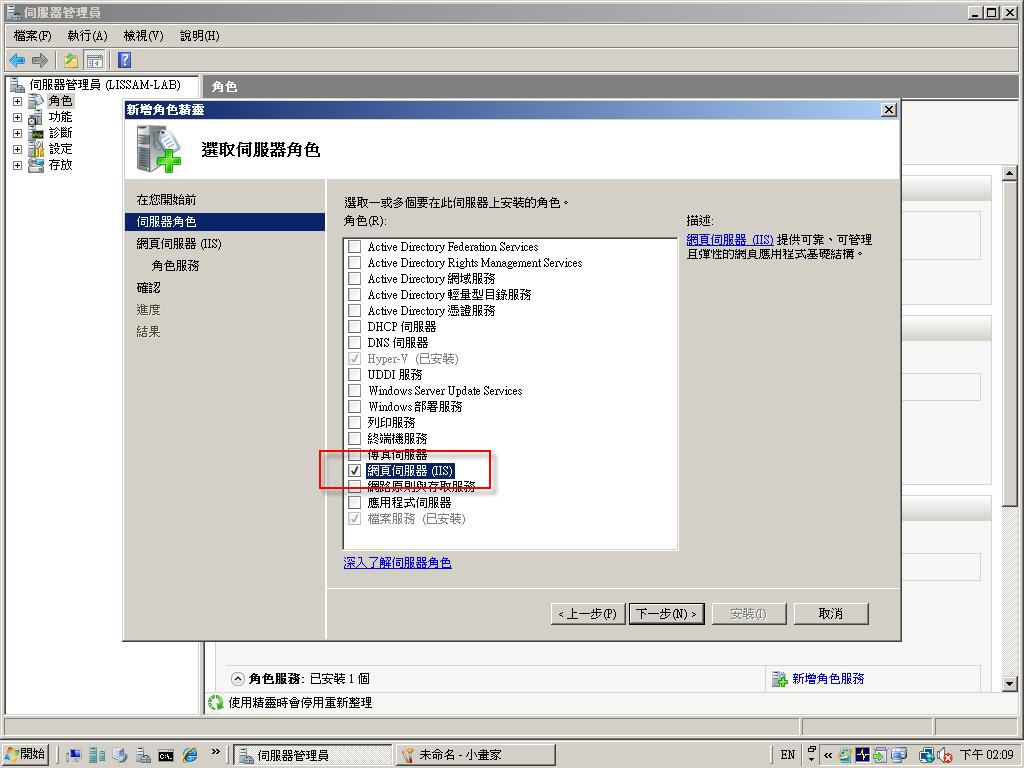 伺服器管理員
檔案(F) 執行(A) 檢視(V) 說明(H)
伺服器管理員 (LISSAM-LAB)
角色
功能
診斷
設定
存放
角色
新增角色精靈
選取伺服器角色
在您開始前
伺服器角色
網頁伺服器 (IIS)
角色服務
確認
進度
結果
選取一或多個要在此伺服器上安裝的角色。
角色(R):
Active Directory Federation Services
Active Directory Rights Management Services
Active Directory 網域服務
Active Directory 輕量型目錄服務
Active Directory 憑證服務
DHCP 伺服器
DNS 伺服器
Hyper-V (已安裝)
UDDI 服務
Windows Server Update Services
Windows 部署服務
列印服務
終端機服務
傳真伺服器
網頁伺服器 (IIS)
網路原則與存取服務
應用程式伺服器
檔案服務 (已安裝)
深入了解伺服器角色
描述:
網頁伺服器 (IIS) 提供可靠、可管理
且彈性的網頁應用程式基礎結構。
< 上一步(P) 下一步(N) > 安裝(I) 取消
角色服務: 已安裝 1 個
新增角色服務
使用精靈時會停用重新整理
開始 伺服器管理員 未命名 - 小畫家 EN 下午 02:09